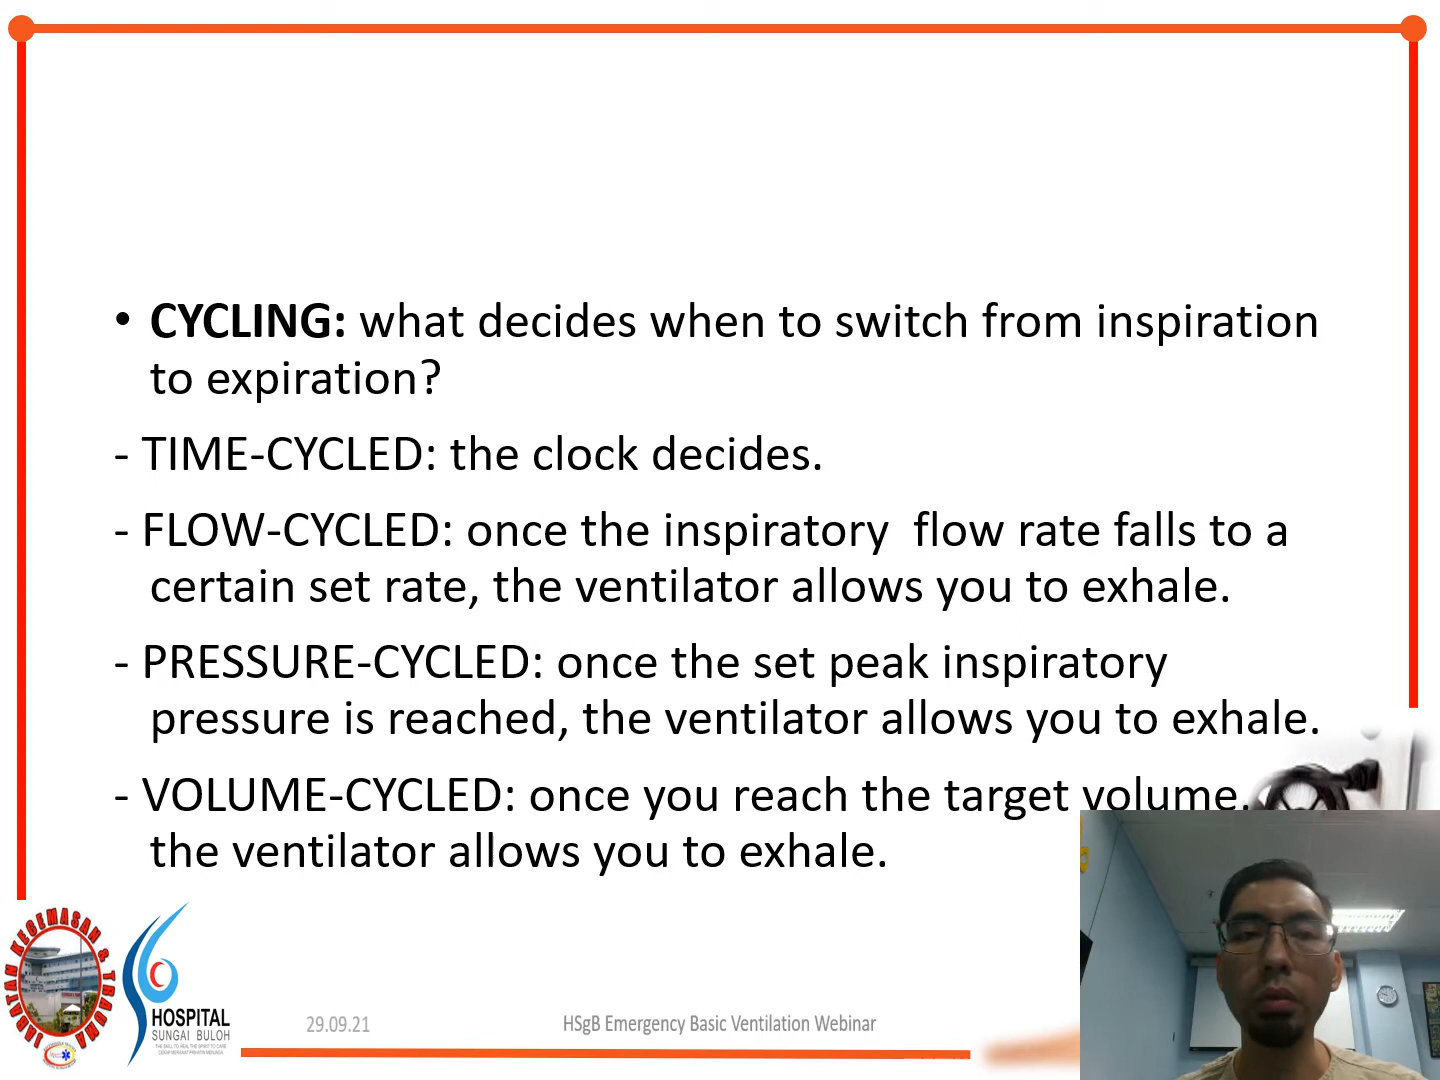 • CYCLING: what decides when to switch from inspiration
to expiration?
- TIME-CYCLED: the clock decides.
- FLOW-CYCLED: once the inspiratory  flow rate falls to a
certain set rate, the ventilator allows you to exhale.
- PRESSURE-CYCLED: once the set peak inspiratory
pressure is reached, the ventilator allows you to exhale.
- VOLUME-CYCLED: once you reach the target volume,
the ventilator allows you to exhale.
JABATAN KECEMASAN & TRAUMA
HOSPITAL
SUNGAI BULOH
29.09.21
HSgB Emergency Basic Ventilation Webinar